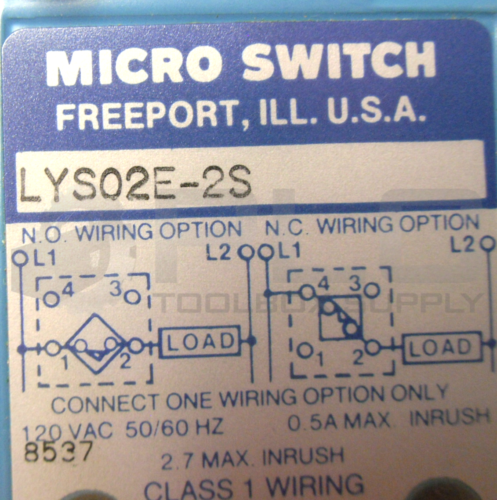 MICRO SWITCH
FREEPORT, ILL. U.S.A.
LYS02E-2S
N.O. WIRING OPTION N.C. WIRING OPTION
L1 L2 L1 L2
4 3 4 3
TOOLBOX SUPPLY
1 2 LOAD 1 2 LOAD
CONNECT ONE WIRING OPTION ONLY
120 VAC 50/60 HZ 0.5A MAX. INRUSH
8537
2.7 MAX. INRUSH
CLASS 1 WIRING